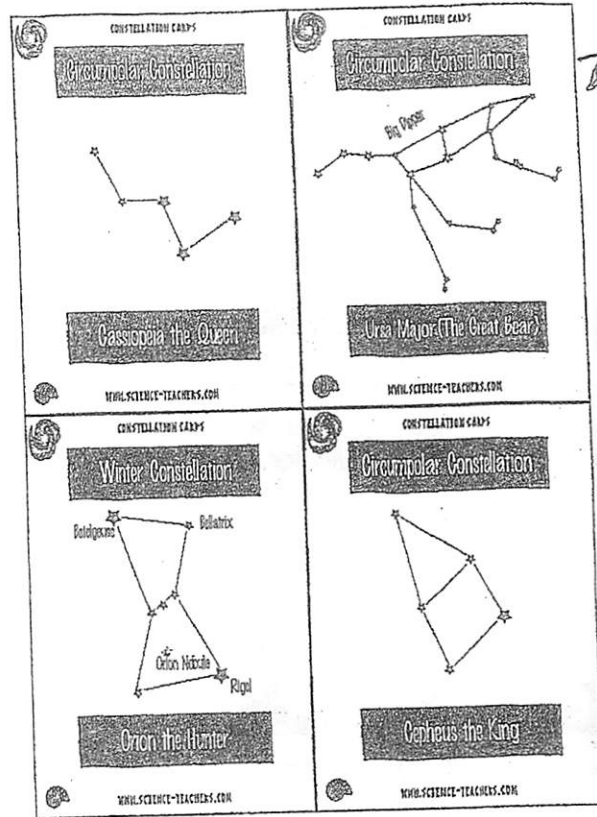 CONSTELLATION CARDS
Circumpolar Constellation
Cassiopeia the Queen
WWW.SCIENCE-TEACHERS.COM
CONSTELLATION CARDS
Circumpolar Constellation
Big Dipper
Ursa Major (The Great Bear)
WWW.SCIENCE-TEACHERS.COM
CONSTELLATION CARDS
Winter Constellation
Betelgeuse
Bellatrix
Orion Nebula
Rigel
Orion the Hunter
WWW.SCIENCE-TEACHERS.COM
CONSTELLATION CARDS
Circumpolar Constellation
Cepheus the King
WWW.SCIENCE-TEACHERS.COM